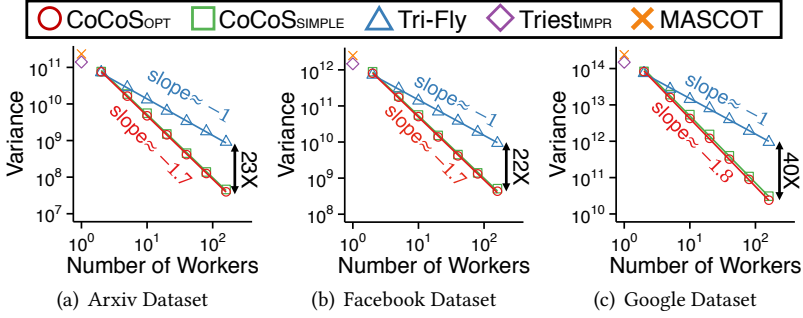 CoCoS_OPT CoCoS_SIMPLE Tri-Fly Triest_IMPR MASCOT
Variance
10^11
10^10
10^9
10^8
10^7
slope≈ −1
slope≈ −1.7
23X
10^0 10^1 10^2
Number of Workers
(a) Arxiv Dataset
Variance
10^12
10^11
10^10
10^9
10^8
slope≈ −1
slope≈ −1.7
22X
10^0 10^1 10^2
Number of Workers
(b) Facebook Dataset
Variance
10^14
10^13
10^12
10^11
10^10
slope≈ −1
slope≈ −1.8
40X
10^0 10^1 10^2
Number of Workers
(c) Google Dataset